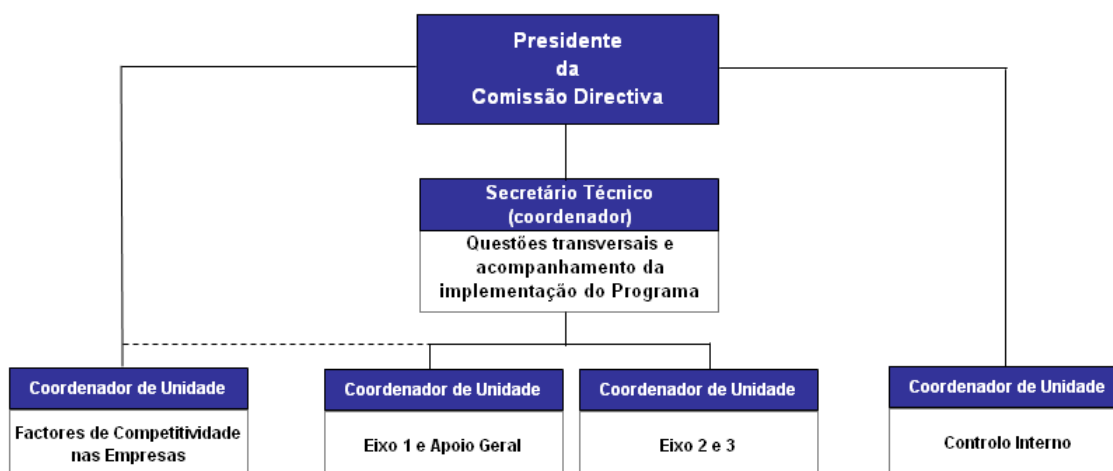 Presidente
da
Comissão Directiva
Secretário Técnico
(coordenador)
Questões transversais e
acompanhamento da
implementação do Programa
Coordenador de Unidade
Factores de Competitividade
nas Empresas
Coordenador de Unidade
Eixo 1 e Apoio Geral
Coordenador de Unidade
Eixo 2 e 3
Coordenador de Unidade
Controlo Interno